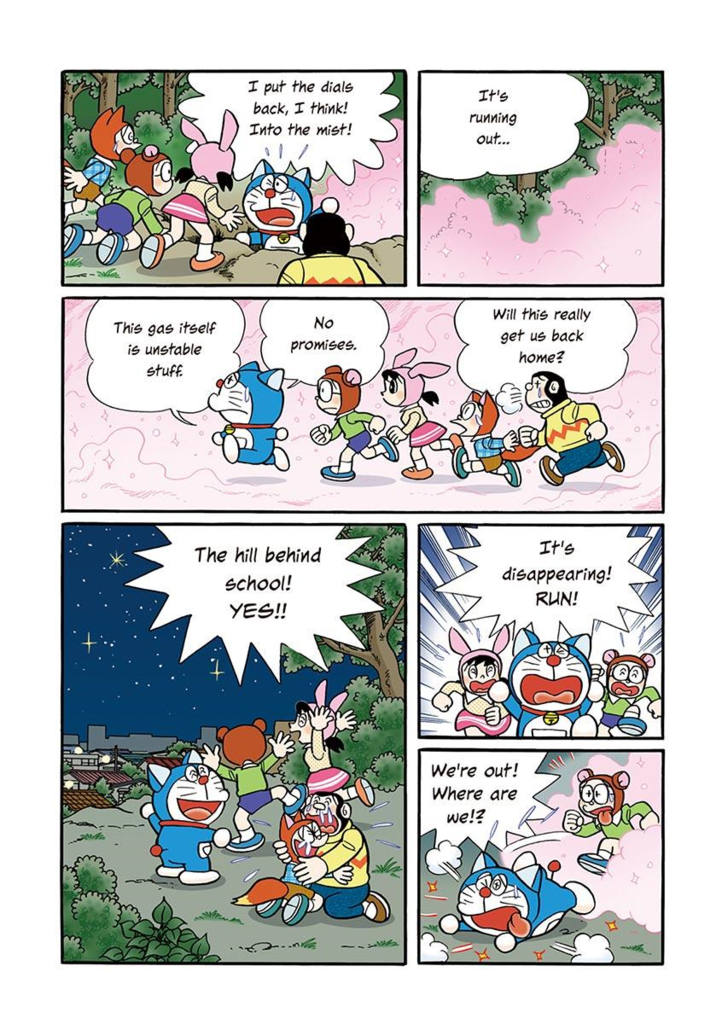 It's
running
out...
I put the dials
back, I think!
Into the mist!
Will this really
get us back
home?
No
promises.
This gas itself
is unstable
stuff.
It's
disappearing!
RUN!
We're out!
Where are
we!?
The hill behind
school!
YES!!